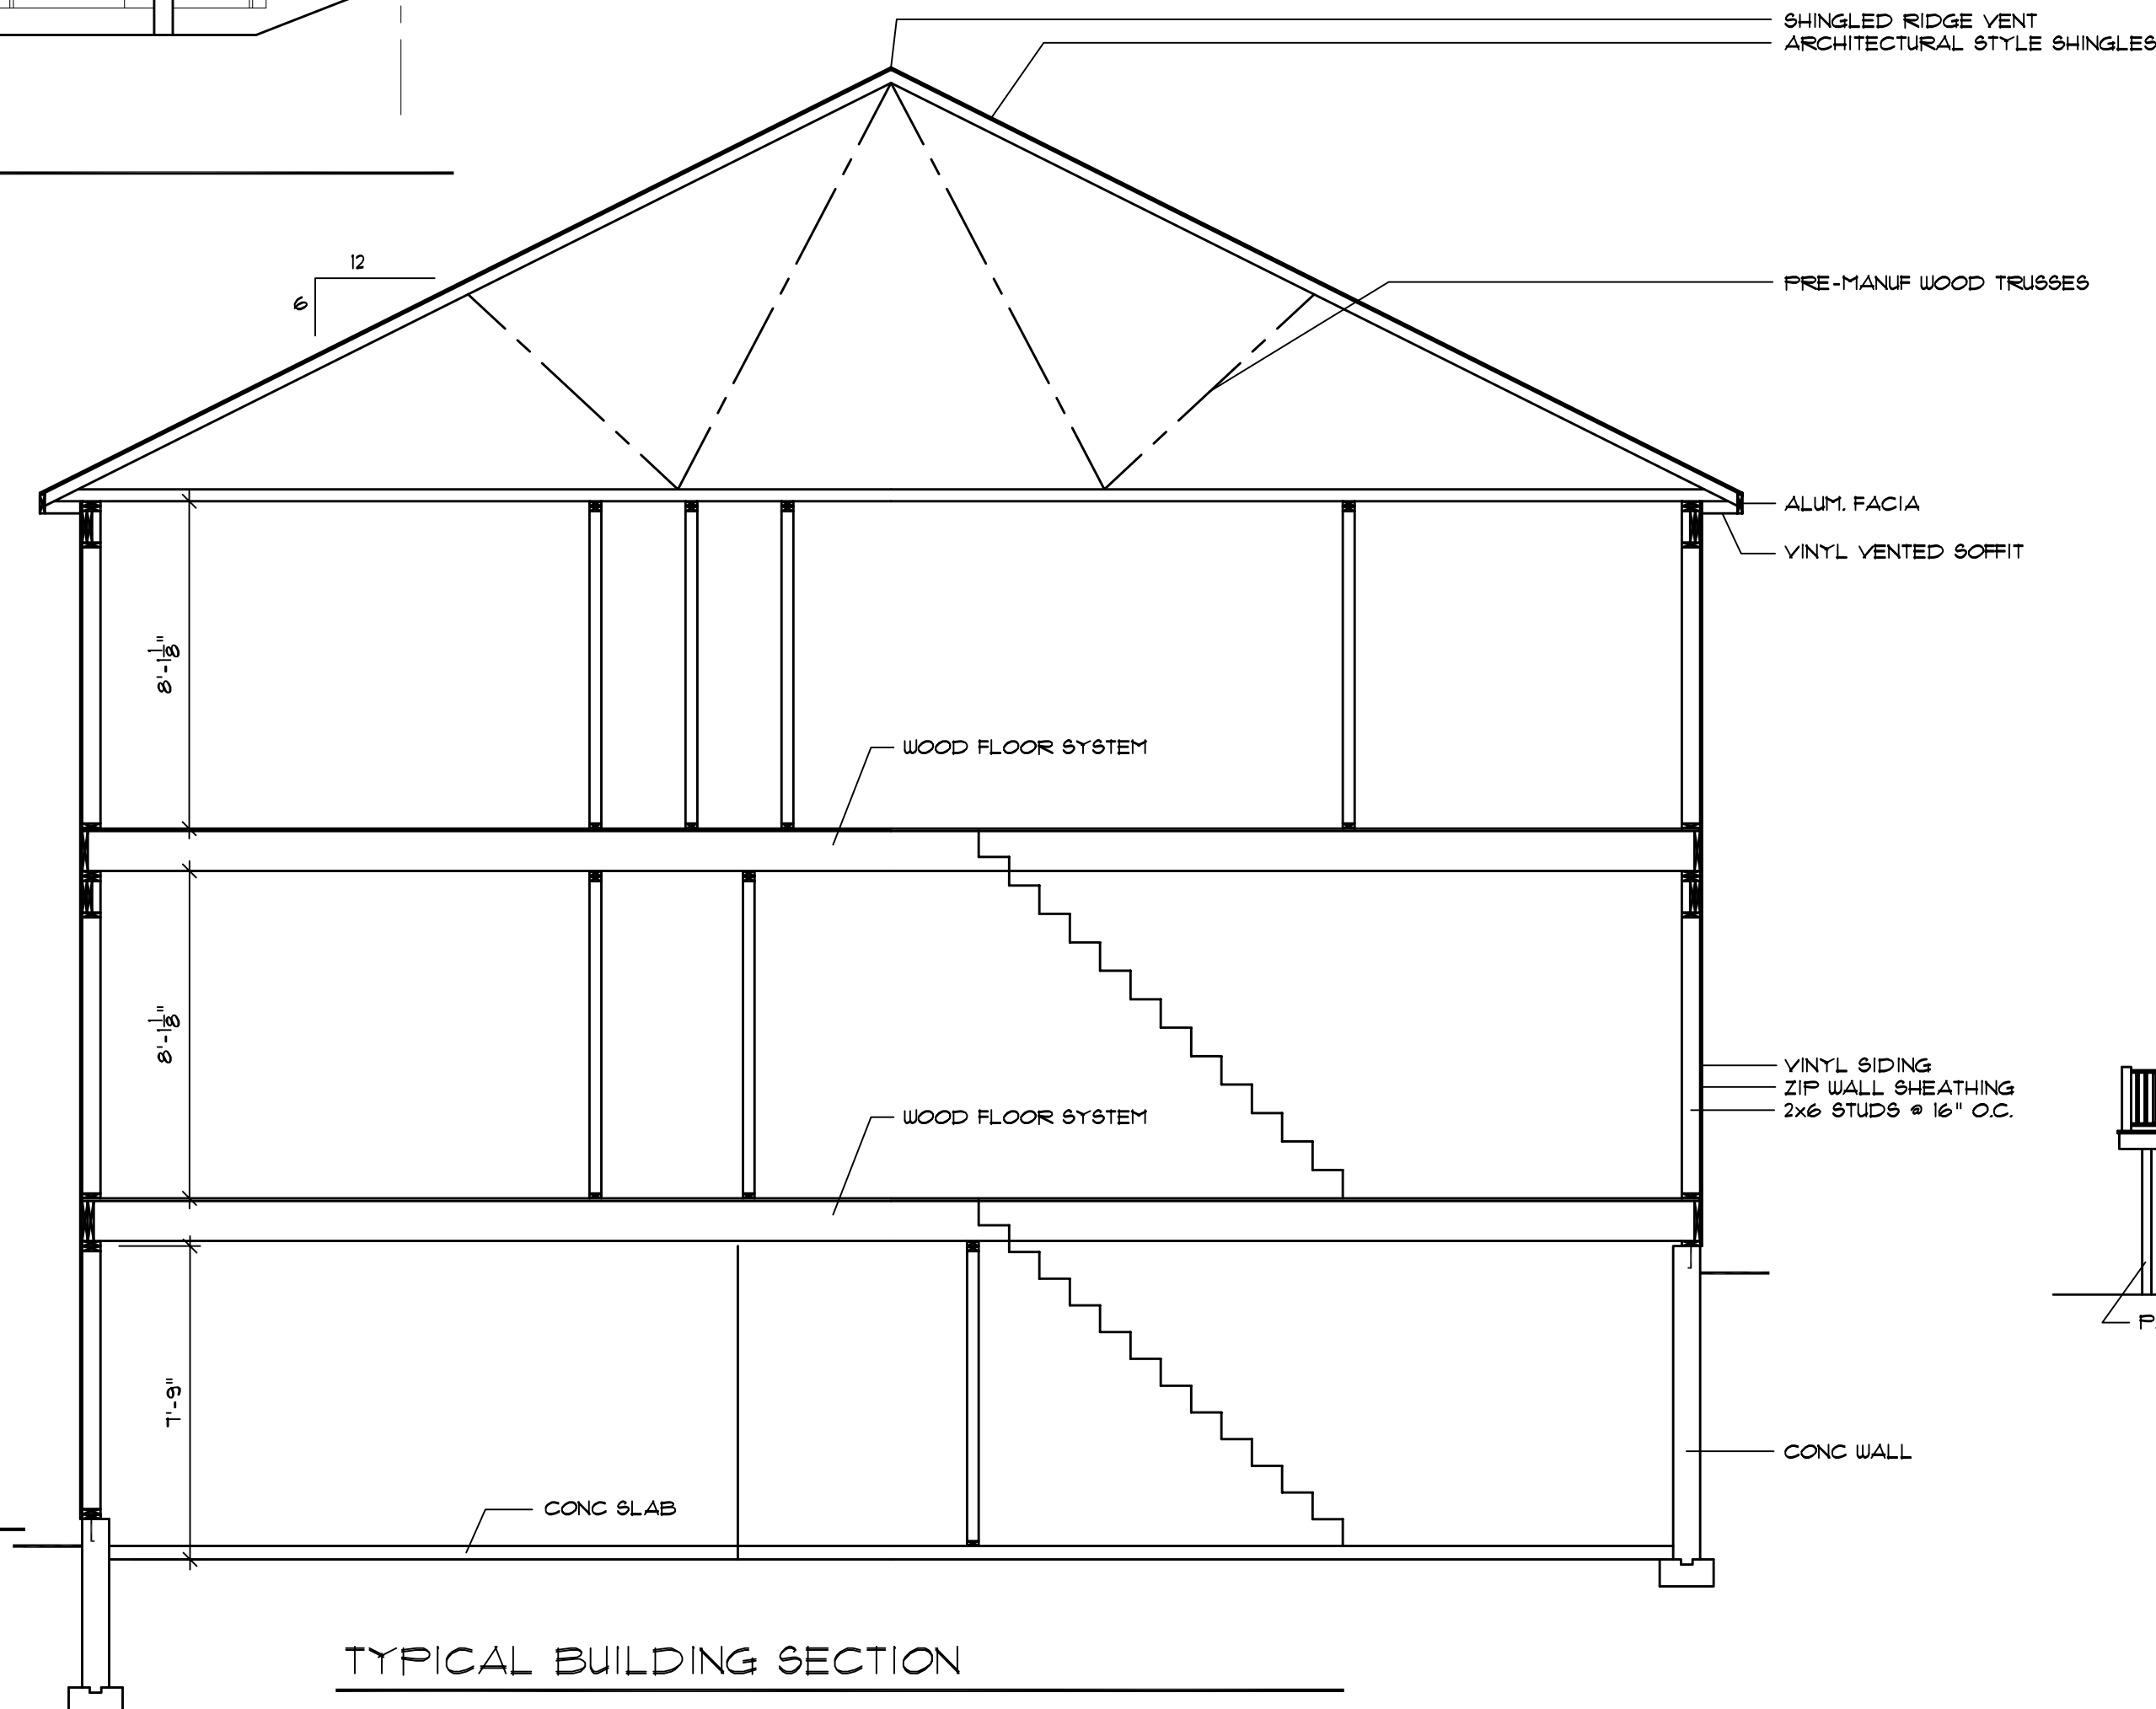 SHINGLED RIDGE VENT
ARCHITECTURAL STYLE SHINGLES
12
6
PRE-MANUF WOOD TRUSSES
ALUM. FACIA
VINYL VENTED SOFFIT
8'-1 1/8"
WOOD FLOOR SYSTEM
8'-1 1/8"
VINYL SIDING
ZIP WALL SHEATHING
2x6 STUDS @ 16" O.C.
WOOD FLOOR SYSTEM
7'-9"
CONC WALL
CONC SLAB
TYPICAL BUILDING SECTION